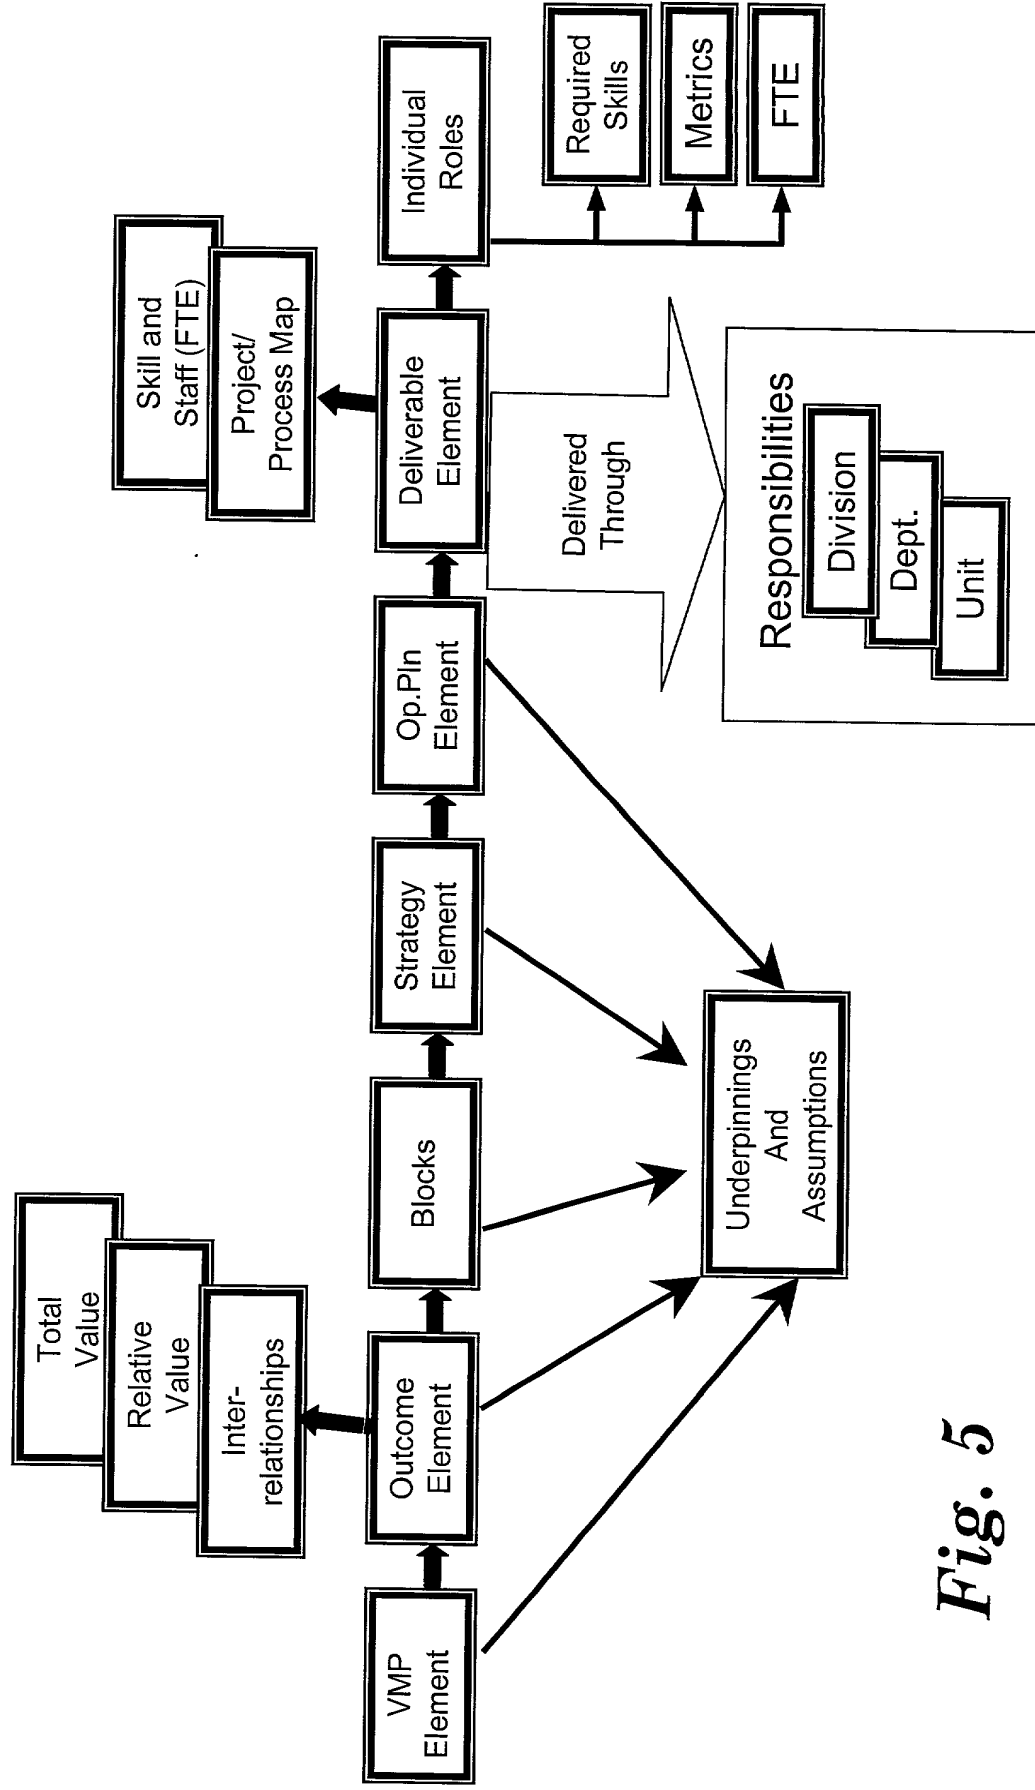 Total
Value
Relative
Value
Inter-
relationships
Skill and
Staff (FTE)
Project/
Process Map
VMP
Element
Outcome
Element
Blocks
Strategy
Element
Op.Pln
Element
Deliverable
Element
Individual
Roles
Required
Skills
Metrics
FTE
Delivered
Through
Underpinnings
And
Assumptions
Responsibilities
Division
Dept.
Unit
Fig. 5